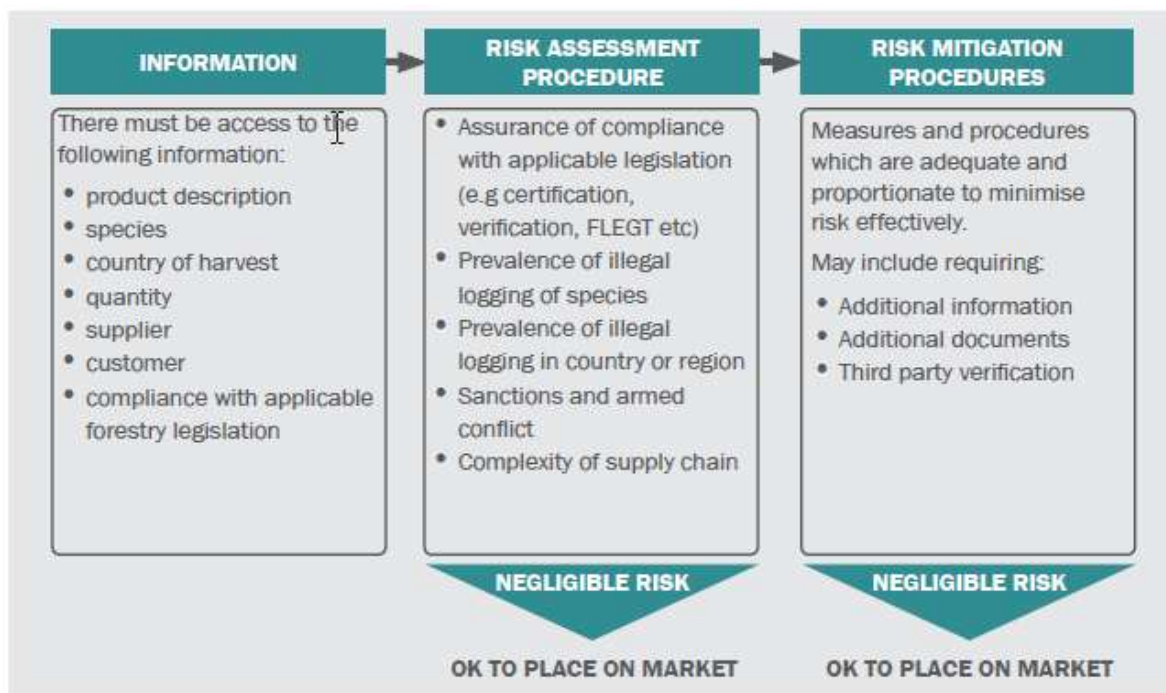 INFORMATION
There must be access to the
following information:
• product description
• species
• country of harvest
• quantity
• supplier
• customer
• compliance with applicable
forestry legislation
RISK ASSESSMENT
PROCEDURE
• Assurance of compliance
with applicable legislation
(e.g certification,
verification, FLEGT etc)
• Prevalence of illegal
logging of species
• Prevalence of illegal
logging in country or region
• Sanctions and armed
conflict
• Complexity of supply chain
NEGLIGIBLE RISK
OK TO PLACE ON MARKET
RISK MITIGATION
PROCEDURES
Measures and procedures
which are adequate and
proportionate to minimise
risk effectively.
May include requiring:
• Additional information
• Additional documents
• Third party verification
NEGLIGIBLE RISK
OK TO PLACE ON MARKET